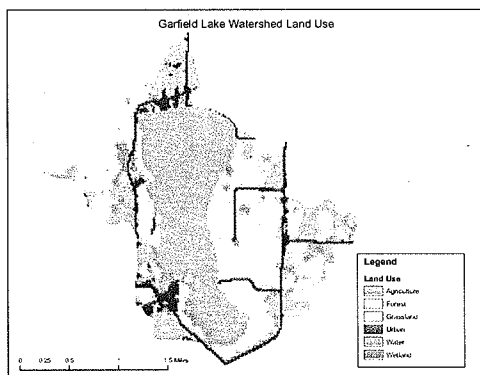 Garfield Lake Watershed Land Use
Legend
Land Use
Agriculture
Forest
Grassland
Urban
Water
Wetland
0 0.25 0.5 1 1.5 Miles